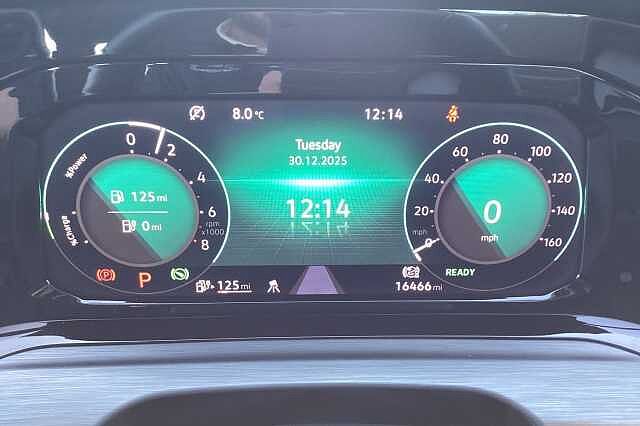 8.0°C
12:14
Tuesday
30.12.2025
12:14
%Power
%Charge
0
2
4
6
8
rpm
x1000
125 mi
0 mi
P
P
125 mi
0
20
40
60
80
100
120
140
160
mph
0
mph
READY
16466 mi